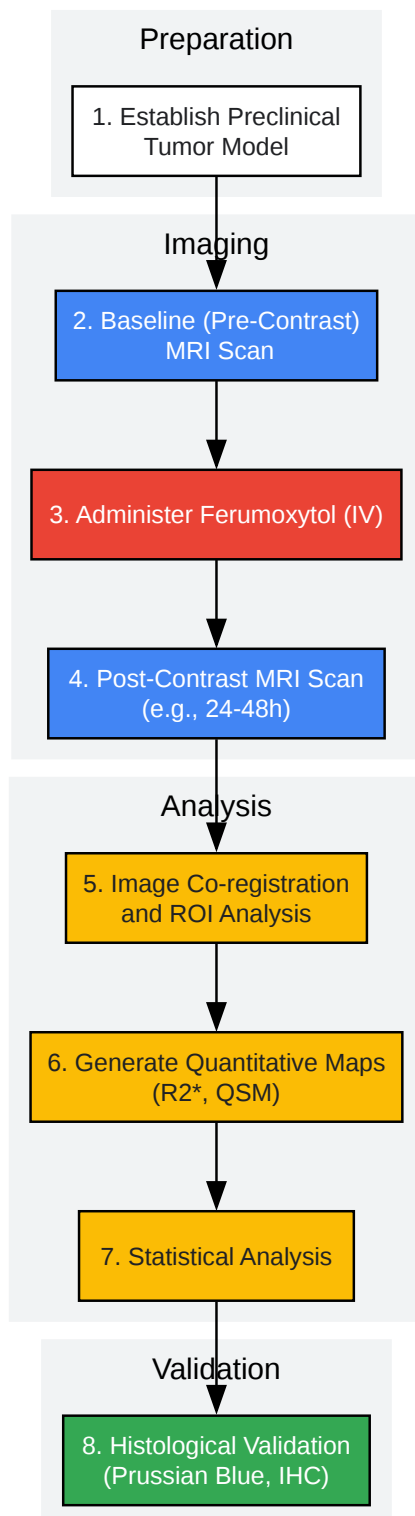 Preparation
1. Establish Preclinical
Tumor Model
Imaging
2. Baseline (Pre-Contrast)
MRI Scan
3. Administer Ferumoxytol (IV)
4. Post-Contrast MRI Scan
(e.g., 24-48h)
Analysis
5. Image Co-registration
and ROI Analysis
6. Generate Quantitative Maps
(R2*, QSM)
7. Statistical Analysis
Validation
8. Histological Validation
(Prussian Blue, IHC)